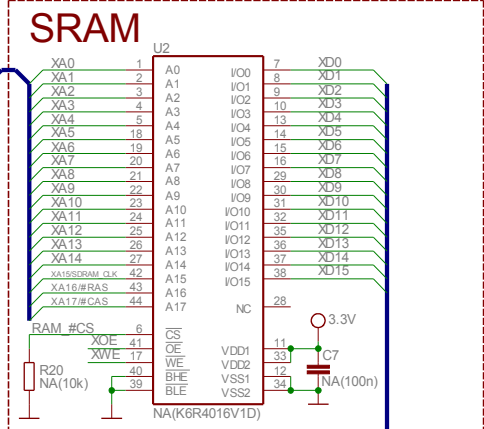 SRAM
U2
XA0 1 A0 I/O0 7 XD0
XA1 2 A1 I/O1 8 XD1
XA2 3 A2 I/O2 9 XD2
XA3 4 A3 I/O3 10 XD3
XA4 5 A4 I/O4 13 XD4
XA5 18 A5 I/O5 14 XD5
XA6 19 A6 I/O6 15 XD6
XA7 20 A7 I/O7 16 XD7
XA8 21 A8 I/O8 29 XD8
XA9 22 A9 I/O9 30 XD9
XA10 23 A10 I/O10 31 XD10
XA11 24 A11 I/O11 32 XD11
XA12 25 A12 I/O12 35 XD12
XA13 26 A13 I/O13 36 XD13
XA14 27 A14 I/O14 37 XD14
XA15/SDRAM_CLK 42 A15 I/O15 38 XD15
XA16/#RAS 43 A16
XA17/#CAS 44 A17 NC 28
3.3V
RAM_#CS 6 CS
XOE 41 OE VDD1 11
XWE 17 WE VDD2 33
40 BHE VSS1 12
39 BLE VSS2 34
C7
NA(100n)
R20
NA(10k)
NA(K6R4016V1D)